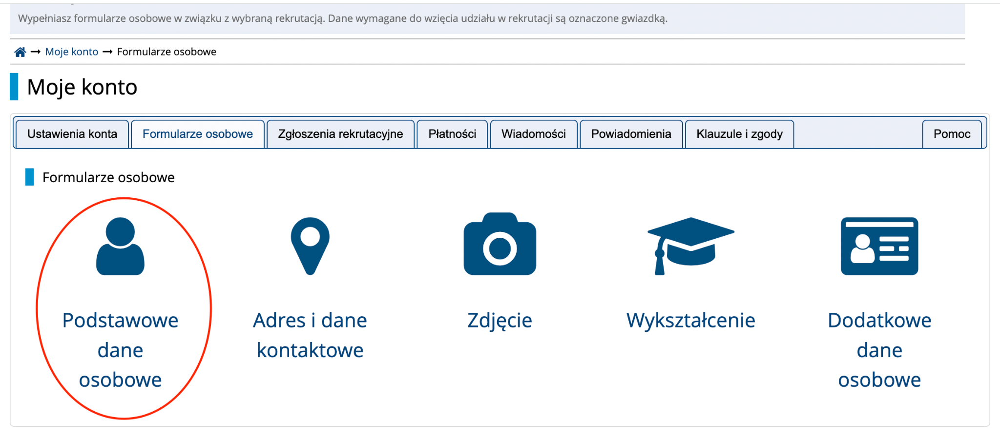 Wypełniasz formularze osobowe w związku z wybraną rekrutacją. Dane wymagane do wzięcia udziału w rekrutacji są oznaczone gwiazdką.
Moje konto → Formularze osobowe
Moje konto
Ustawienia konta Formularze osobowe Zgłoszenia rekrutacyjne Płatności Wiadomości Powiadomienia Klauzule i zgody Pomoc
Formularze osobowe
Podstawowe
dane
osobowe
Adres i dane
kontaktowe
Zdjęcie
Wykształcenie
Dodatkowe
dane
osobowe